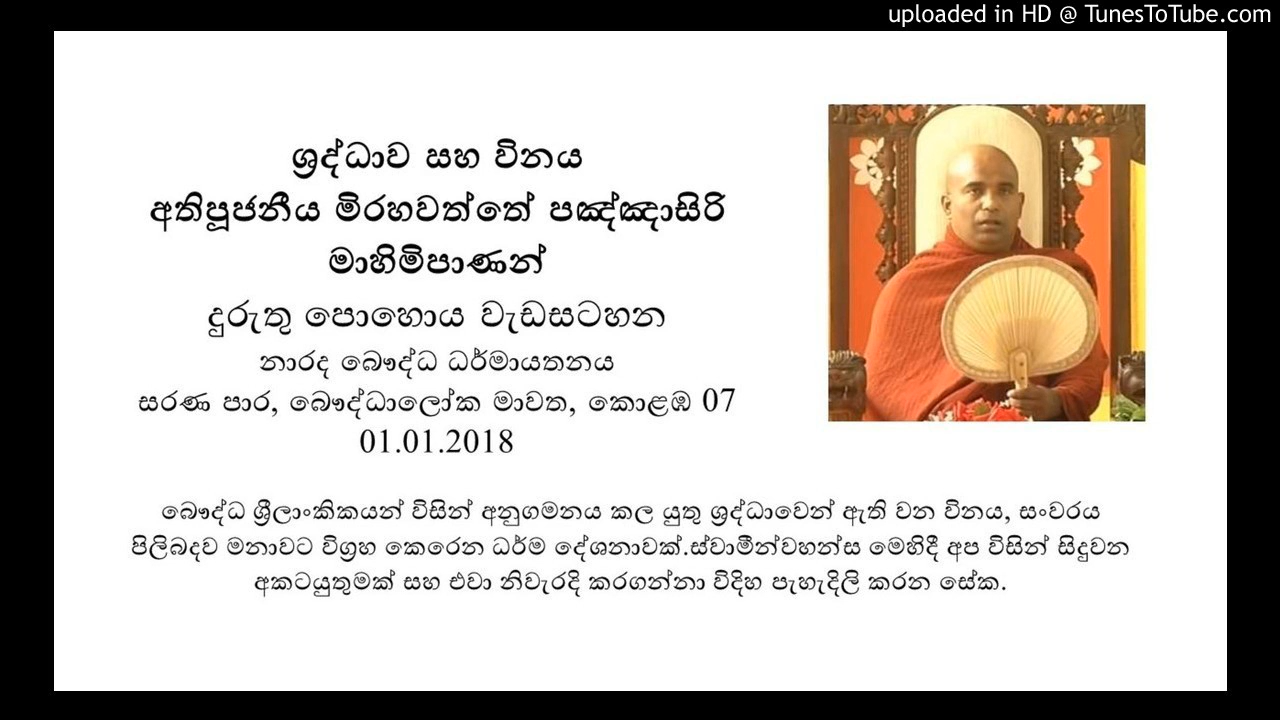 uploaded in HD @ TunesToTube.com
ශ්‍රද්ධාව සහ විනය
අතිපූජනීය මිරහවත්තේ පඤ්ඤාසිරි
මාහිමිපාණන්
දුරුතු පොහොය වැඩසටහන
නාරද බෞද්ධ ධර්මායතනය
සරණ පාර, බෞද්ධාලෝක මාවත, කොළඹ 07
01.01.2018
බෞද්ධ ශ්‍රීලාංකිකයන් විසින් අනුගමනය කල යුතු ශ්‍රද්ධාවෙන් ඇති වන විනය, සංවරය
පිලිබදව මනාවට විග්‍රහ කෙරෙන ධර්ම දේශනාවක්.ස්වාමීන්වහන්ස මෙහිදී අප විසින් සිදුවන
අකටයුතුමක් සහ එවා නිවැරදි කරගන්නා විදිහ පැහැදිලි කරන සේක.